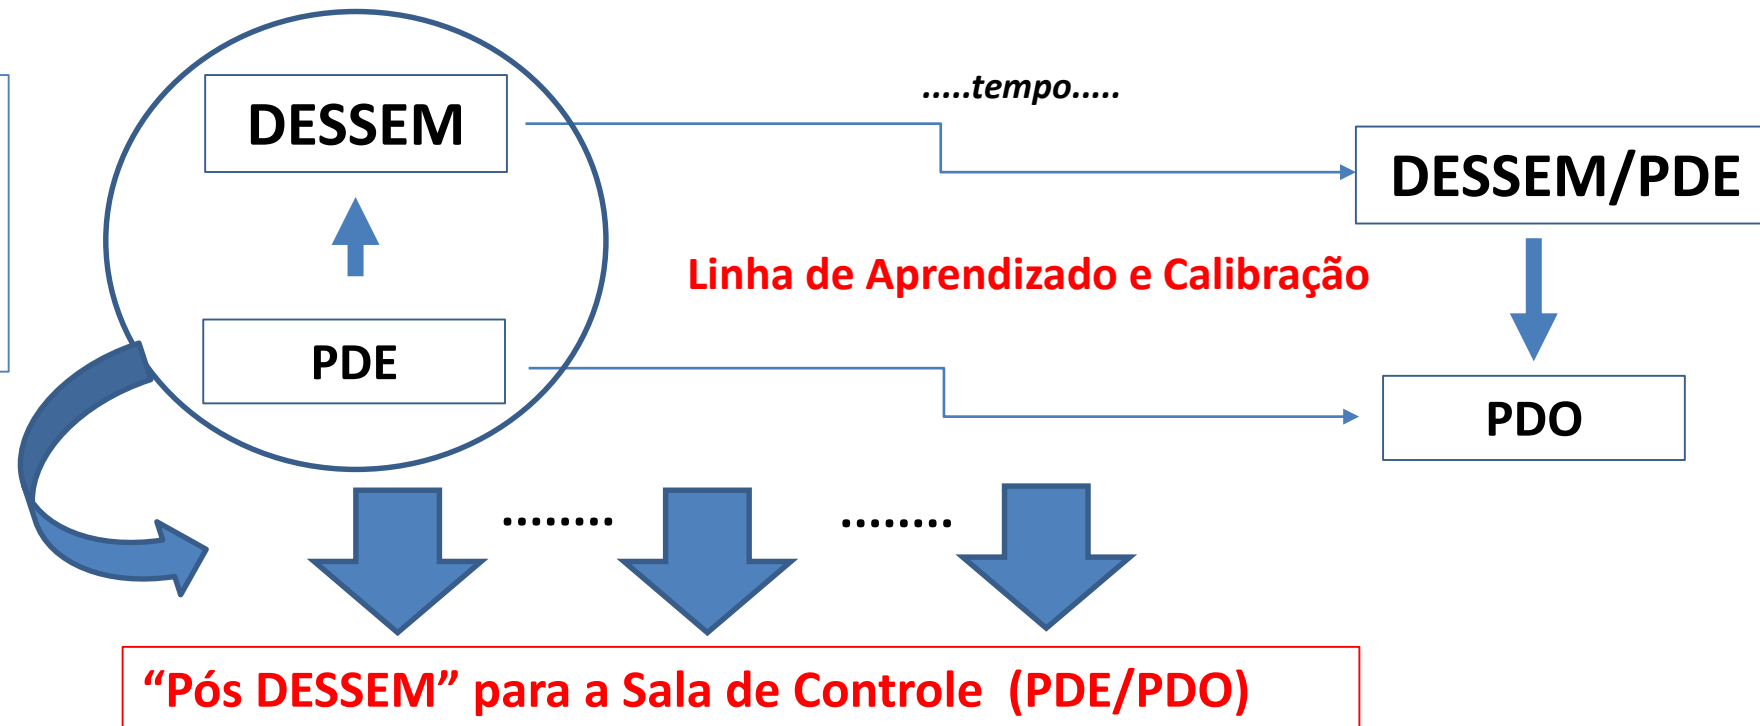 DESSEM
.....tempo.....
DESSEM/PDE
Linha de Aprendizado e Calibração
PDE
PDO
........ ........
“Pós DESSEM” para a Sala de Controle (PDE/PDO)